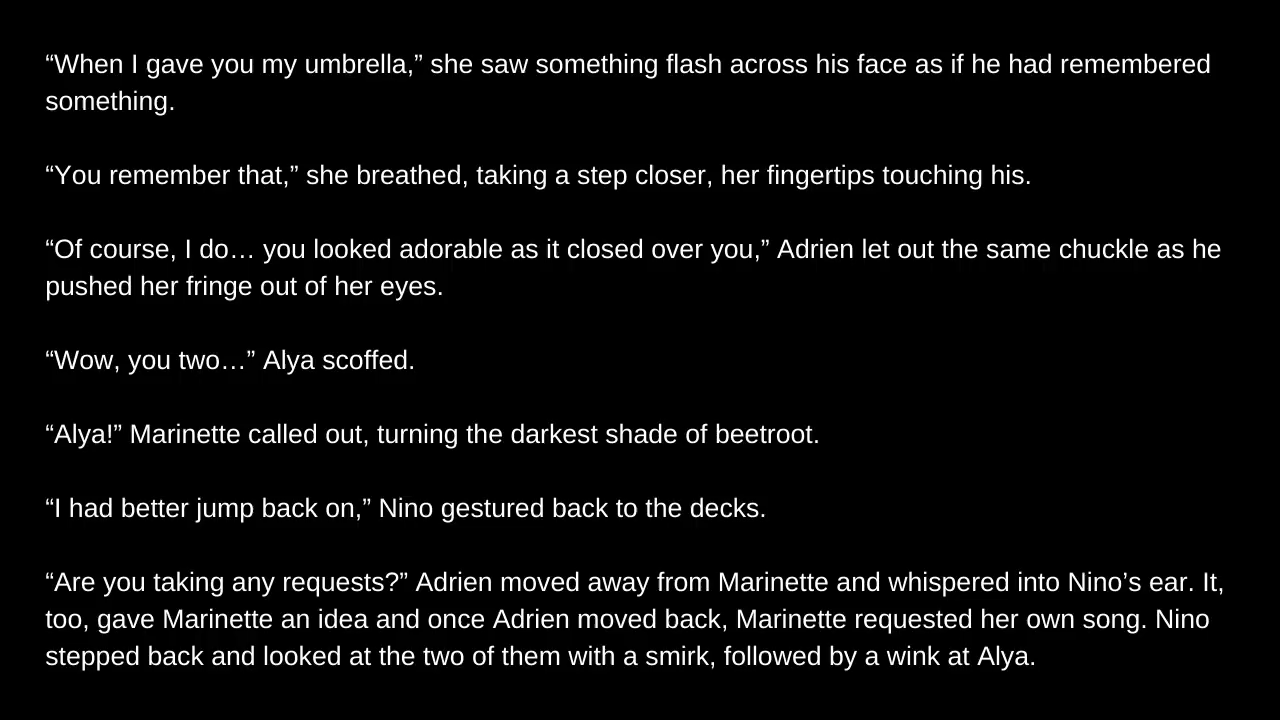 “When I gave you my umbrella,” she saw something flash across his face as if he had remembered
something.
“You remember that,” she breathed, taking a step closer, her fingertips touching his.
“Of course, I do… you looked adorable as it closed over you,” Adrien let out the same chuckle as he
pushed her fringe out of her eyes.
“Wow, you two…” Alya scoffed.
“Alya!” Marinette called out, turning the darkest shade of beetroot.
“I had better jump back on,” Nino gestured back to the decks.
“Are you taking any requests?” Adrien moved away from Marinette and whispered into Nino’s ear. It,
too, gave Marinette an idea and once Adrien moved back, Marinette requested her own song. Nino
stepped back and looked at the two of them with a smirk, followed by a wink at Alya.